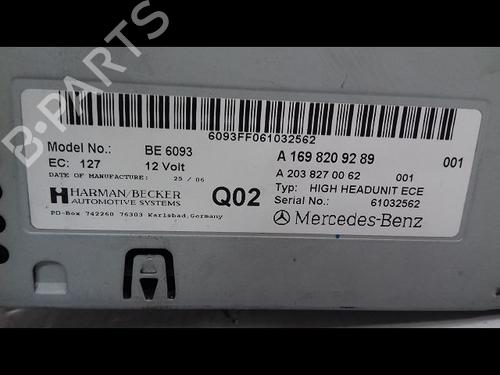 B-PARTS
6093FF061032562
Model No.: BE 6093 A 169 820 92 89 001
EC: 127 12 Volt A 203 827 00 62 001
DATE OF MANUFACTURE: 25 / 06 Typ: HIGH HEADUNIT ECE
HARMAN/BECKER Q02 Serial No.: 61032562
AUTOMOTIVE SYSTEMS Mercedes-Benz
PO-Box 742260 76303 Karlsbad,Germany